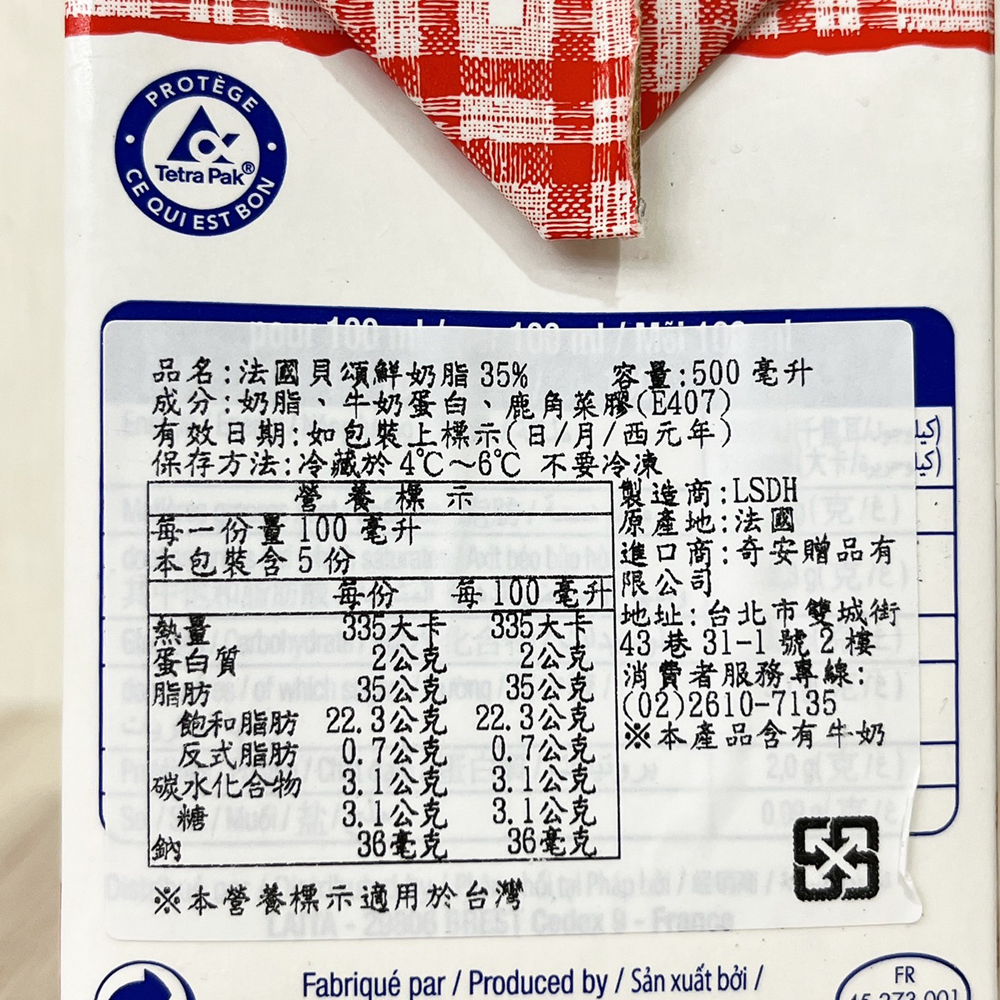 PROTÈGE
CE QUI EST BON
Tetra Pak®
品名:法國貝頌鮮奶脂 35% 容量:500 毫升
成分:奶脂、牛奶蛋白、鹿角菜膠(E407)
有效日期:如包裝上標示(日/月/西元年)
保存方法:冷藏於 4℃～6℃ 不要冷凍
營養標示
每一份量 100 毫升
本包裝含 5 份
每份 每 100 毫升
熱量 335大卡 335大卡
蛋白質 2公克 2公克
脂肪 35公克 35公克
飽和脂肪 22.3公克 22.3公克
反式脂肪 0.7公克 0.7公克
碳水化合物 3.1公克 3.1公克
糖 3.1公克 3.1公克
鈉 36毫克 36毫克
製造商:LSDH
原產地:法國
進口商:奇安贈品有
限公司
地址:台北市雙城街
43 巷 31-1 號 2 樓
消費者服務專線:
(02)2610-7135
※本產品含有牛奶
※本營養標示適用於台灣
LAITA - 29806 BREST Cedex 9 - France
Fabriqué par / Produced by / Sản xuất bởi /
FR
45.273.001